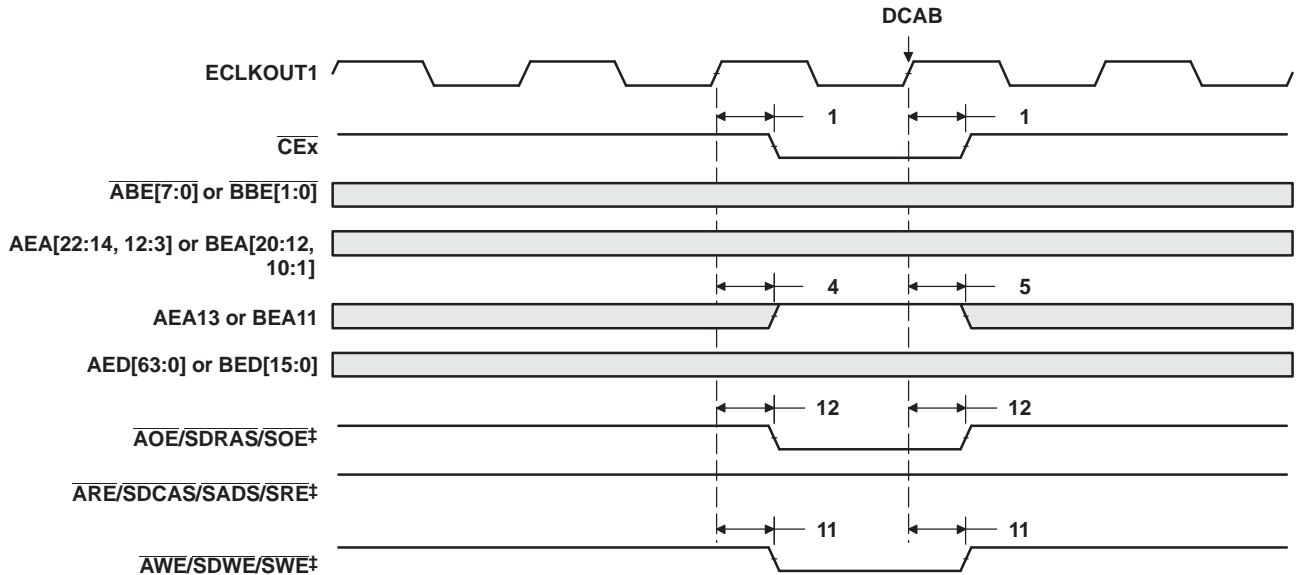 DCAB
ECLKOUT1
1 1
CEx
ABE[7:0] or BBE[1:0]
AEA[22:14, 12:3] or BEA[20:12,
10:1]
4 5
AEA13 or BEA11
AED[63:0] or BED[15:0]
12 12
AOE/SDRAS/SOE‡
ARE/SDCAS/SADS/SRE‡
11 11
AWE/SDWE/SWE‡